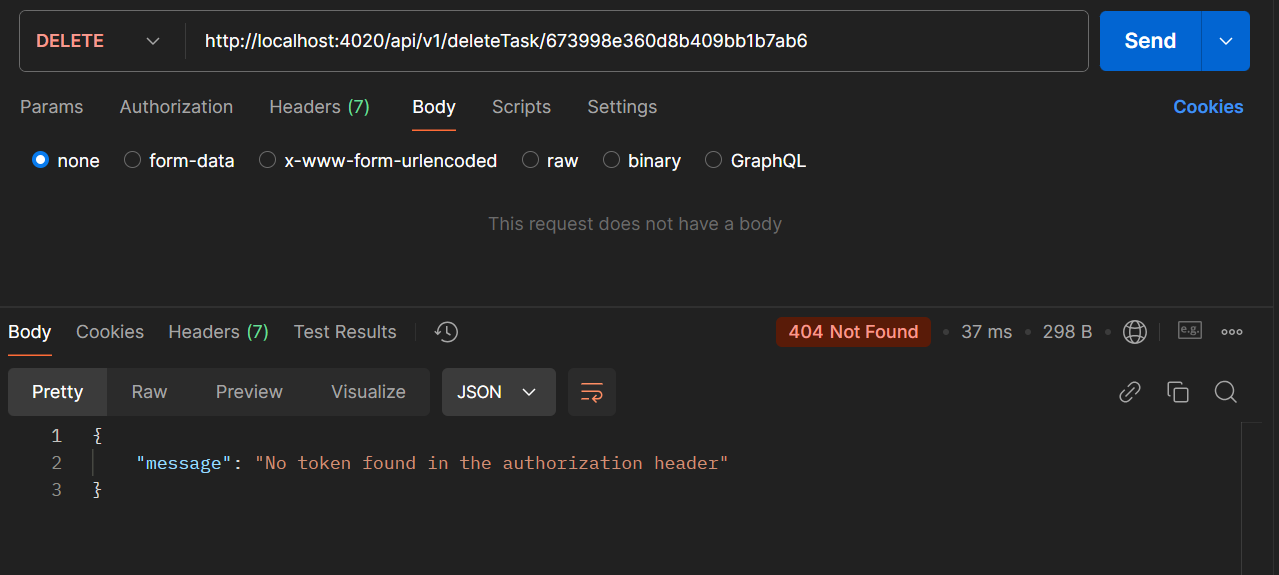 DELETE http://localhost:4020/api/v1/deleteTask/673998e360d8b409bb1b7ab6 Send
Params Authorization Headers (7) Body Scripts Settings Cookies
none form-data x-www-form-urlencoded raw binary GraphQL
This request does not have a body
Body Cookies Headers (7) Test Results 404 Not Found • 37 ms • 298 B • e.g.
Pretty Raw Preview Visualize JSON
1 {
2 "message": "No token found in the authorization header"
3 }